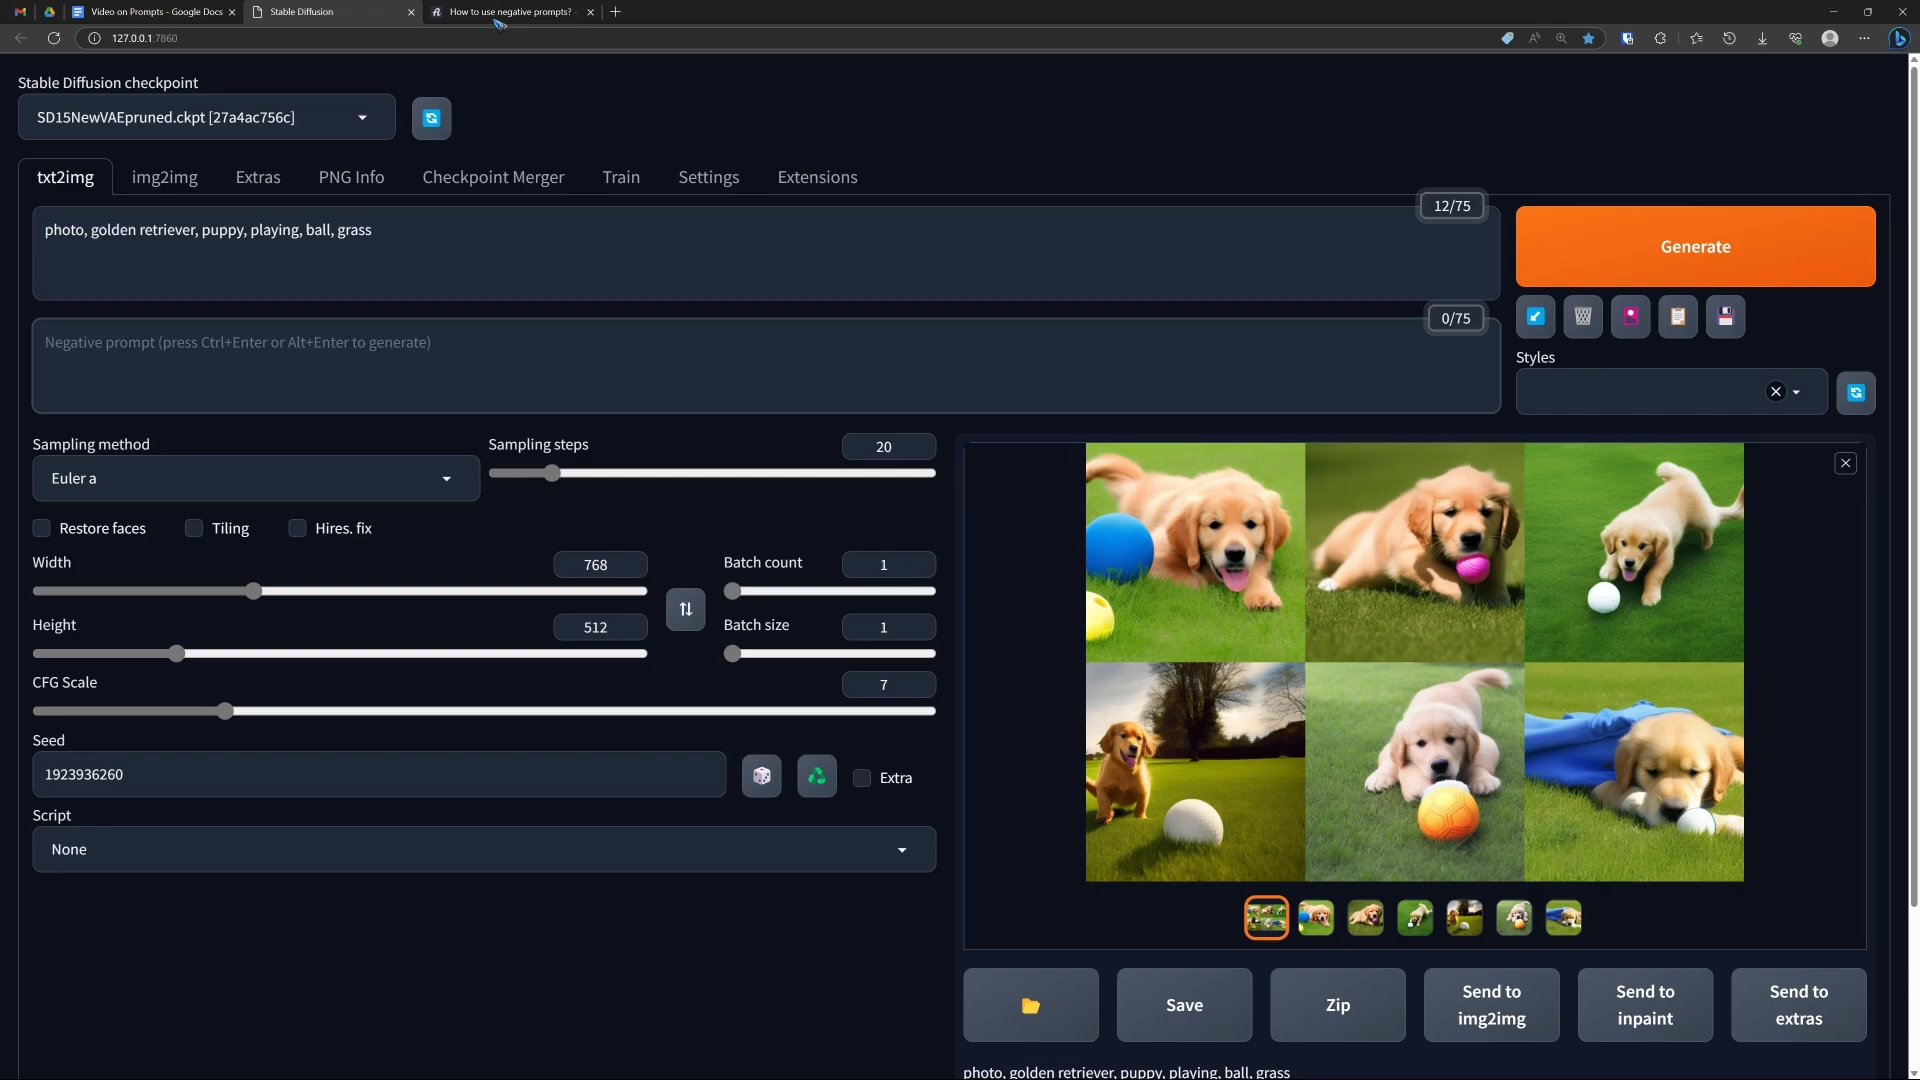 Video on Prompts - Google Docs
Stable Diffusion
How to use negative prompts? -
127.0.0.1:7860
Stable Diffusion checkpoint
SD15NewVAEpruned.ckpt [27a4ac756c]
txt2img
img2img
Extras
PNG Info
Checkpoint Merger
Train
Settings
Extensions
12/75
photo, golden retriever, puppy, playing, ball, grass
Generate
0/75
Negative prompt (press Ctrl+Enter or Alt+Enter to generate)
Styles
Sampling method
Euler a
Sampling steps
20
Restore faces
Tiling
Hires. fix
Width
768
Batch count
1
Height
512
Batch size
1
CFG Scale
7
Seed
1923936260
Extra
Script
None
Save
Zip
Send to
img2img
Send to
inpaint
Send to
extras
photo, golden retriever, puppy, playing, ball, grass